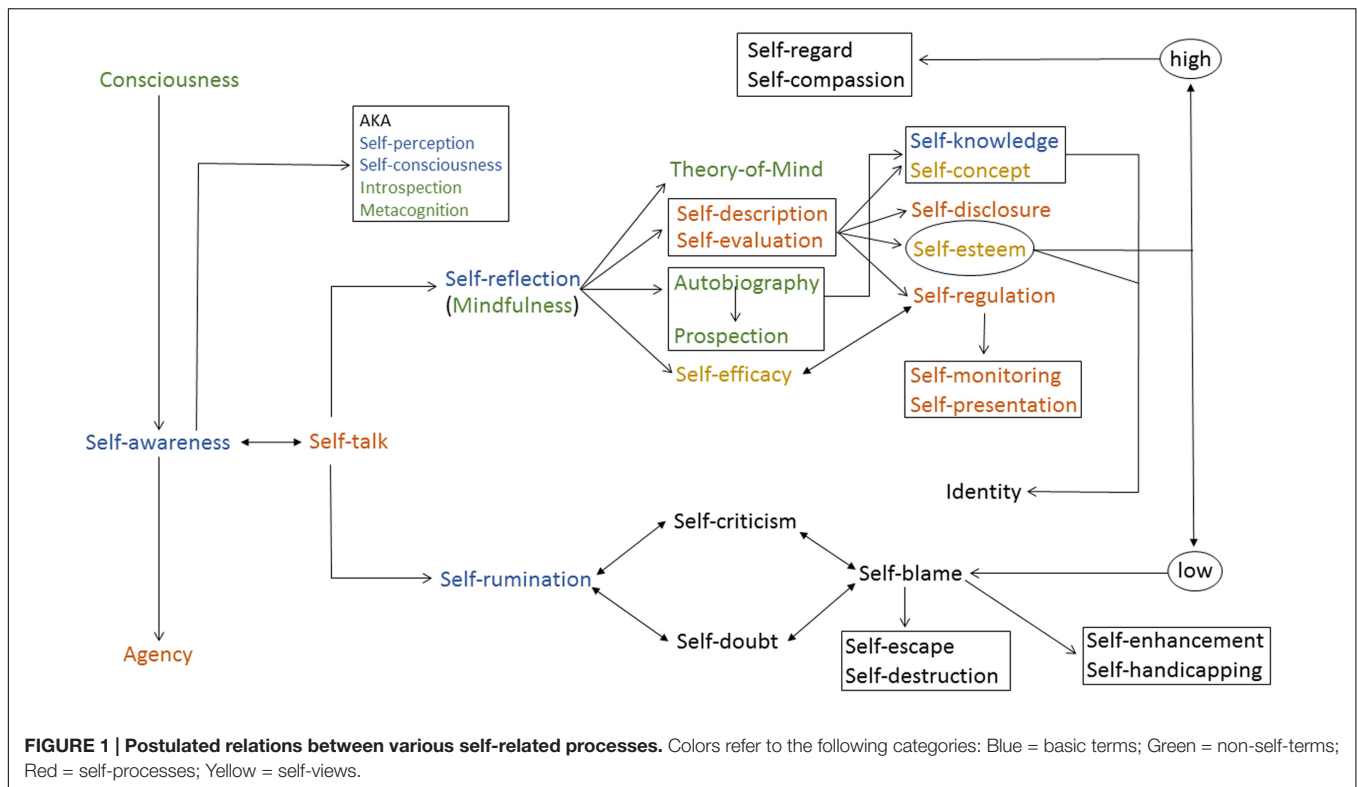 Self-regard
Self-compassion
high
Consciousness
AKA
Self-perception
Self-consciousness
Introspection
Metacognition
Theory-of-Mind
Self-knowledge
Self-concept
Self-description
Self-evaluation
Self-disclosure
Self-esteem
Self-reflection
(Mindfulness)
Autobiography
Prospection
Self-regulation
Self-efficacy
Self-monitoring
Self-presentation
Self-awareness
Self-talk
Identity
Self-criticism
Self-rumination
Self-blame
low
Self-doubt
Agency
Self-escape
Self-destruction
Self-enhancement
Self-handicapping
FIGURE 1 | Postulated relations between various self-related processes. Colors refer to the following categories: Blue = basic terms; Green = non-self-terms;
Red = self-processes; Yellow = self-views.